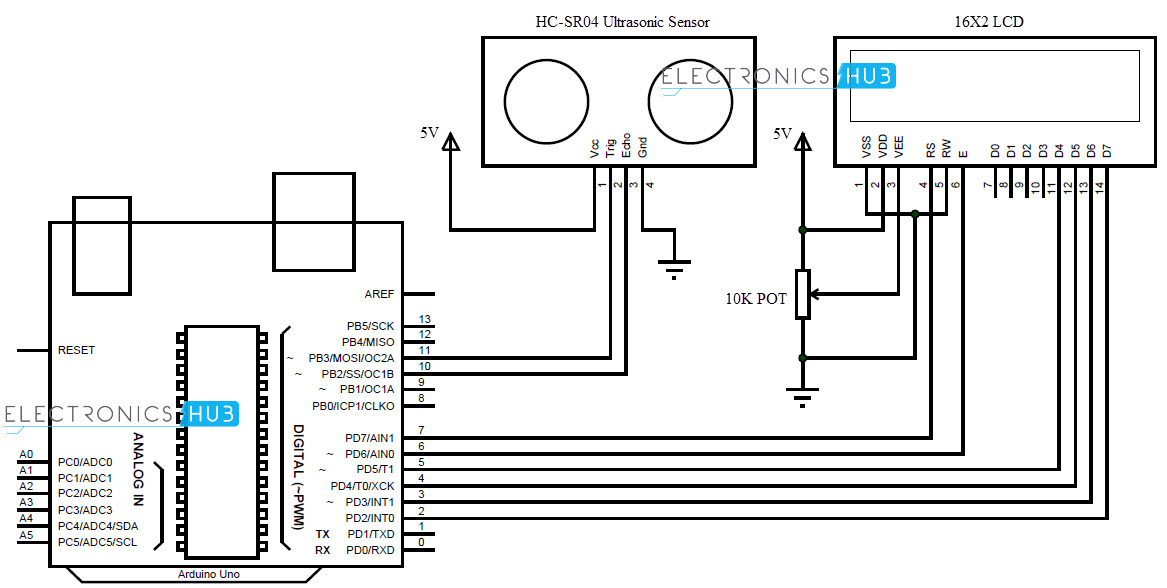 HC-SR04 Ultrasonic Sensor
16X2 LCD
ELECTRONICS HUB
5V
Vcc
Trig
Echo
Gnd
1
2
3
4
5V
VSS
VDD
VEE
RS
RW
E
D0
D1
D2
D3
D4
D5
D6
D7
1
2
3
4
5
6
7
8
9
10
11
12
13
14
10K POT
AREF
RESET
PB5/SCK 13
PB4/MISO 12
~ PB3/MOSI/OC2A 11
~ PB2/SS/OC1B 10
~ PB1/OC1A 9
PB0/ICP1/CLKO 8
ELECTRONICS HUB
PD7/AIN1 7
~ PD6/AIN0 6
~ PD5/T1 5
PD4/T0/XCK 4
~ PD3/INT1 3
PD2/INT0 2
TX PD1/TXD 1
RX PD0/RXD 0
DIGITAL (~PWM)
ANALOG IN
A0 PC0/ADC0
A1 PC1/ADC1
A2 PC2/ADC2
A3 PC3/ADC3
A4 PC4/ADC4/SDA
A5 PC5/ADC5/SCL
Arduino Uno